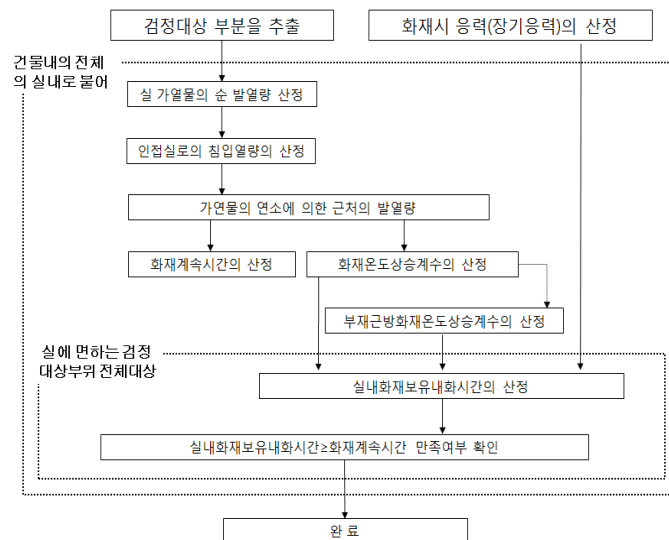 검정대상 부분을 추출
화재시 응력(장기응력)의 산정
건물내의 전체
의 실내로 붙어
실 가열물의 순 발열량 산정
인접실로의 침입열량의 산정
가연물의 연소에 의한 근처의 발열량
화재계속시간의 산정
화재온도상승계수의 산정
부재근방화재온도상승계수의 산정
실에 면하는 검정
대상부위 전체대상
실내화재보유내화시간의 산정
실내화재보유내화시간≥화재계속시간 만족여부 확인
완 료